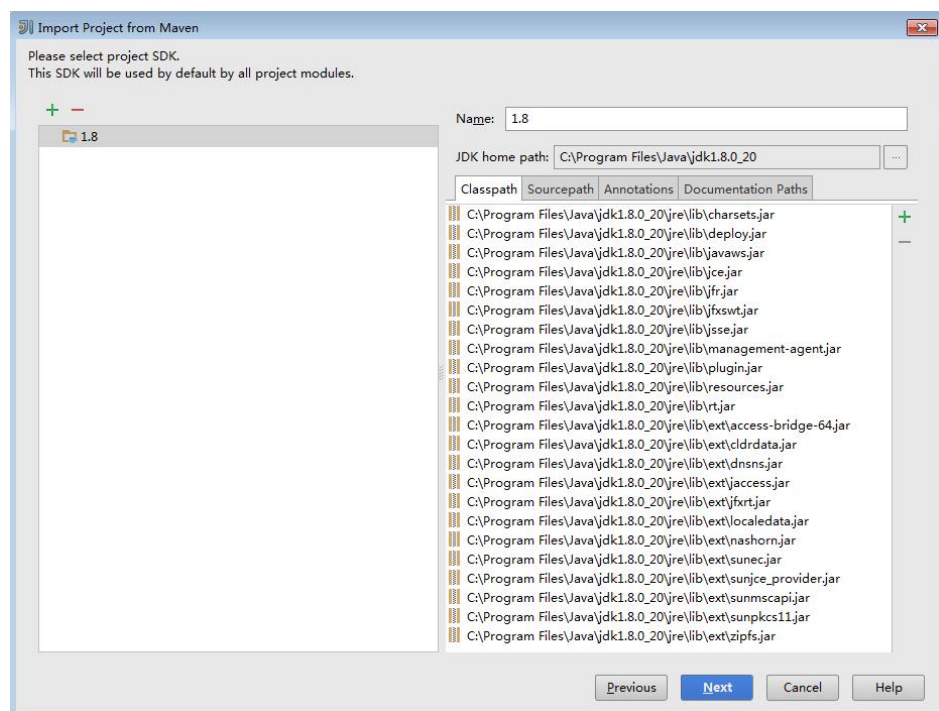 Import Project from Maven
Please select project SDK.
This SDK will be used by default by all project modules.
1.8
Name: 1.8
JDK home path: C:\Program Files\Java\jdk1.8.0_20 ...
Classpath Sourcepath Annotations Documentation Paths
C:\Program Files\Java\jdk1.8.0_20\jre\lib\charsets.jar
C:\Program Files\Java\jdk1.8.0_20\jre\lib\deploy.jar
C:\Program Files\Java\jdk1.8.0_20\jre\lib\javaws.jar
C:\Program Files\Java\jdk1.8.0_20\jre\lib\jce.jar
C:\Program Files\Java\jdk1.8.0_20\jre\lib\jfr.jar
C:\Program Files\Java\jdk1.8.0_20\jre\lib\jfxswt.jar
C:\Program Files\Java\jdk1.8.0_20\jre\lib\jsse.jar
C:\Program Files\Java\jdk1.8.0_20\jre\lib\management-agent.jar
C:\Program Files\Java\jdk1.8.0_20\jre\lib\plugin.jar
C:\Program Files\Java\jdk1.8.0_20\jre\lib\resources.jar
C:\Program Files\Java\jdk1.8.0_20\jre\lib\rt.jar
C:\Program Files\Java\jdk1.8.0_20\jre\lib\ext\access-bridge-64.jar
C:\Program Files\Java\jdk1.8.0_20\jre\lib\ext\cldrdata.jar
C:\Program Files\Java\jdk1.8.0_20\jre\lib\ext\dnsns.jar
C:\Program Files\Java\jdk1.8.0_20\jre\lib\ext\jaccess.jar
C:\Program Files\Java\jdk1.8.0_20\jre\lib\ext\jfxrt.jar
C:\Program Files\Java\jdk1.8.0_20\jre\lib\ext\localedata.jar
C:\Program Files\Java\jdk1.8.0_20\jre\lib\ext\nashorn.jar
C:\Program Files\Java\jdk1.8.0_20\jre\lib\ext\sunec.jar
C:\Program Files\Java\jdk1.8.0_20\jre\lib\ext\sunjce_provider.jar
C:\Program Files\Java\jdk1.8.0_20\jre\lib\ext\sunmscapi.jar
C:\Program Files\Java\jdk1.8.0_20\jre\lib\ext\sunpkcs11.jar
C:\Program Files\Java\jdk1.8.0_20\jre\lib\ext\zipfs.jar
Previous Next Cancel Help